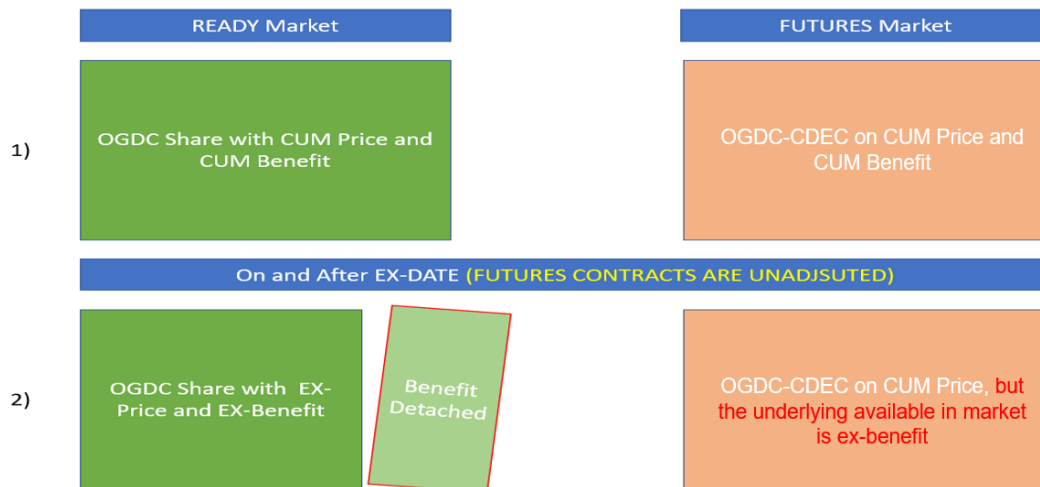 READY Market
FUTURES Market
1)
OGDC Share with CUM Price and
CUM Benefit
OGDC-CDEC on CUM Price and
CUM Benefit
On and After EX-DATE (FUTURES CONTRACTS ARE UNADJSUTED)
2)
OGDC Share with EX-
Price and EX-Benefit
Benefit
Detached
OGDC-CDEC on CUM Price, but
the underlying available in market
is ex-benefit